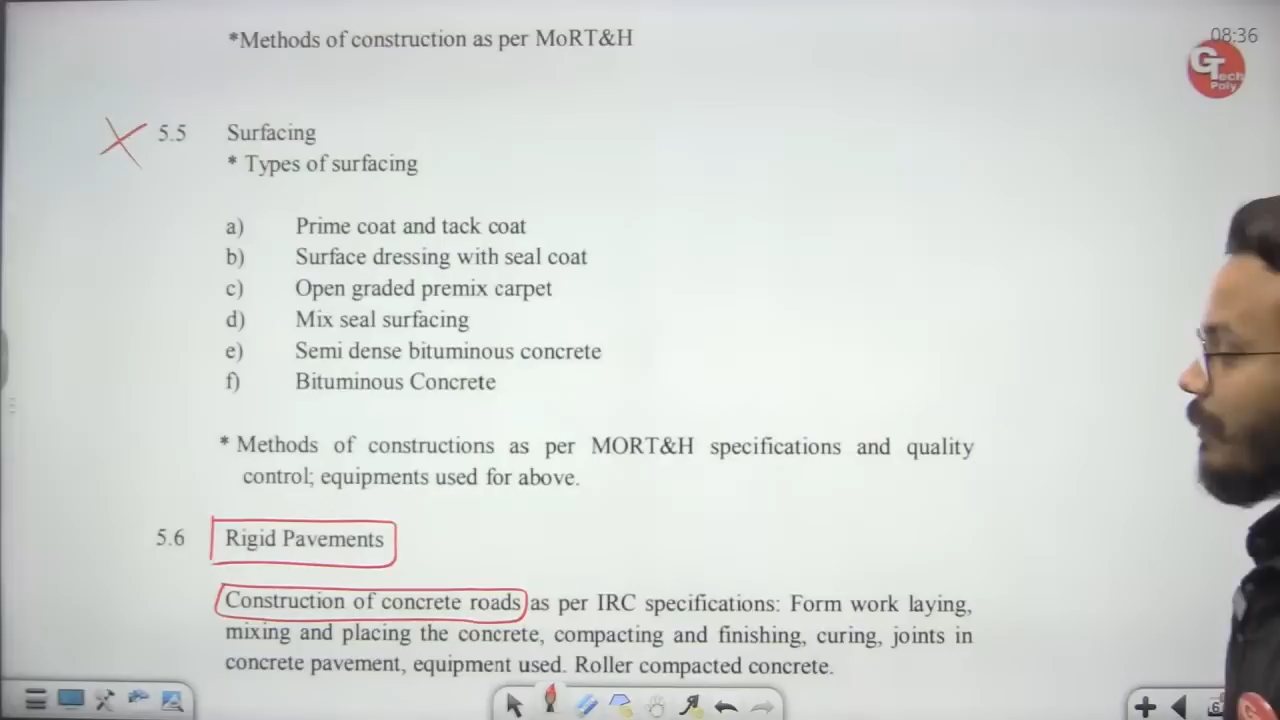 *Methods of construction as per MoRT&H
08:36
GTech
Poly
5.5 Surfacing
* Types of surfacing
a) Prime coat and tack coat
b) Surface dressing with seal coat
c) Open graded premix carpet
d) Mix seal surfacing
e) Semi dense bituminous concrete
f) Bituminous Concrete
* Methods of constructions as per MORT&H specifications and quality
control; equipments used for above.
5.6 Rigid Pavements
Construction of concrete roads as per IRC specifications: Form work laying,
mixing and placing the concrete, compacting and finishing, curing, joints in
concrete pavement, equipment used. Roller compacted concrete.